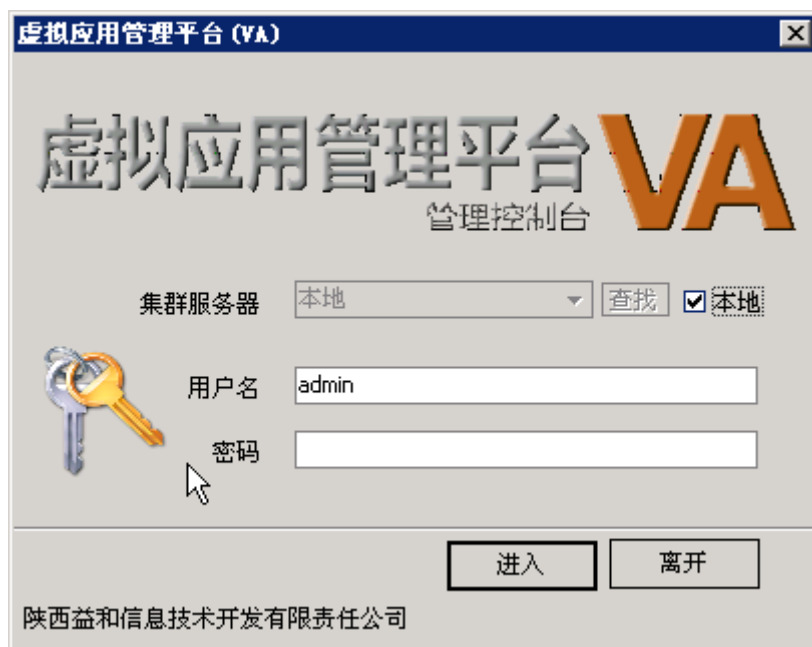 虚拟应用管理平台(VA)
虚拟应用管理平台 VA
管理控制台
集群服务器 本地 查找 本地
用户名 admin
密码
进入 离开
陕西益和信息技术开发有限责任公司